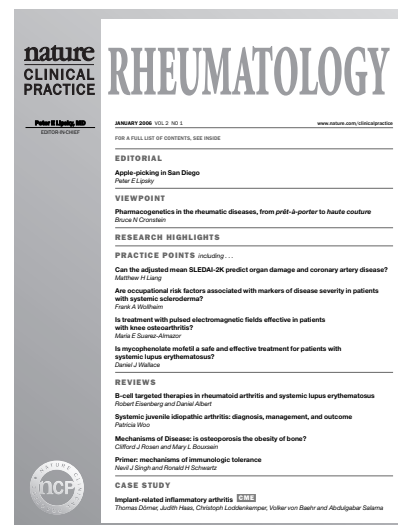 nature
CLINICAL
PRACTICE
RHEUMATOLOGY
Peter E Lipsky, MD
EDITOR-IN-CHIEF
JANUARY 2006 VOL 2 NO 1
www.nature.com/clinicalpractice
FOR A FULL LIST OF CONTENTS, SEE INSIDE
EDITORIAL
Apple-picking in San Diego
Peter E Lipsky
VIEWPOINT
Pharmacogenetics in the rheumatic diseases, from prêt-à-porter to haute couture
Bruce N Cronstein
RESEARCH HIGHLIGHTS
PRACTICE POINTS including . . .
Can the adjusted mean SLEDAI-2K predict organ damage and coronary artery disease?
Matthew H Liang
Are occupational risk factors associated with markers of disease severity in patients
with systemic scleroderma?
Frank A Wollheim
Is treatment with pulsed electromagnetic fields effective in patients
with knee osteoarthritis?
Maria E Suarez-Almazor
Is mycophenolate mofetil a safe and effective treatment for patients with
systemic lupus erythematosus?
Daniel J Wallace
REVIEWS
B-cell targeted therapies in rheumatoid arthritis and systemic lupus erythematosus
Robert Eisenberg and Daniel Albert
Systemic juvenile idiopathic arthritis: diagnosis, management, and outcome
Patricia Woo
Mechanisms of Disease: is osteoporosis the obesity of bone?
Clifford J Rosen and Mary L Bouxsein
Primer: mechanisms of immunologic tolerance
Nevil J Singh and Ronald H Schwartz
CASE STUDY
Implant-related inflammatory arthritis CME
Thomas Dörner, Judith Haas, Christoph Loddenkemper, Volker von Baehr and Abdulgabar Salama
NATURE CLINICAL PRACTICE
ncp